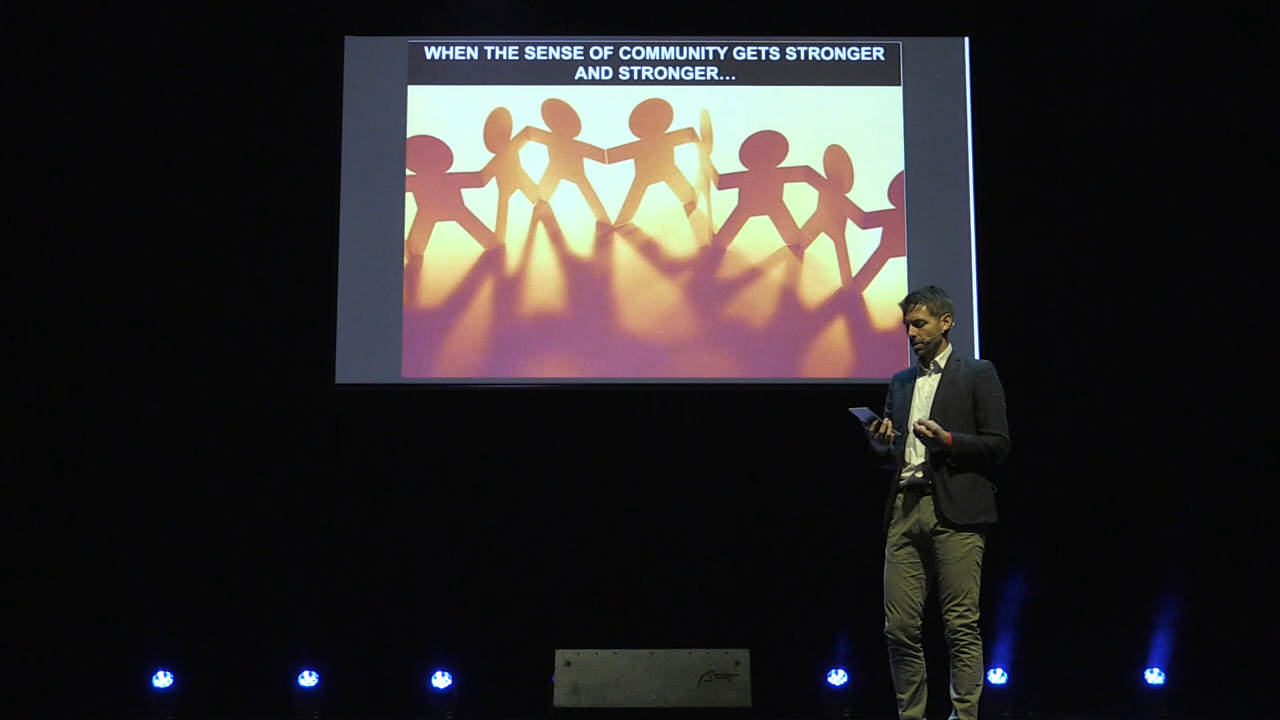 WHEN THE SENSE OF COMMUNITY GETS STRONGER
AND STRONGER...